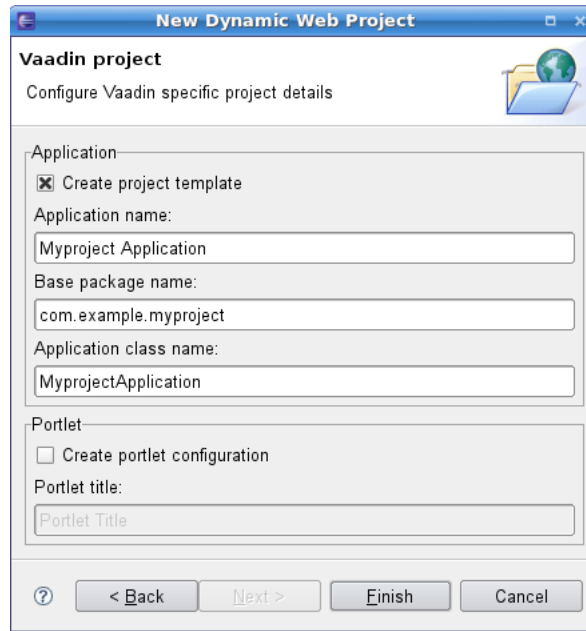 New Dynamic Web Project
Vaadin project
Configure Vaadin specific project details
Application
Create project template
Application name:
Myproject Application
Base package name:
com.example.myproject
Application class name:
MyprojectApplication
Portlet
Create portlet configuration
Portlet title:
Portlet Title
? < Back Next > Finish Cancel